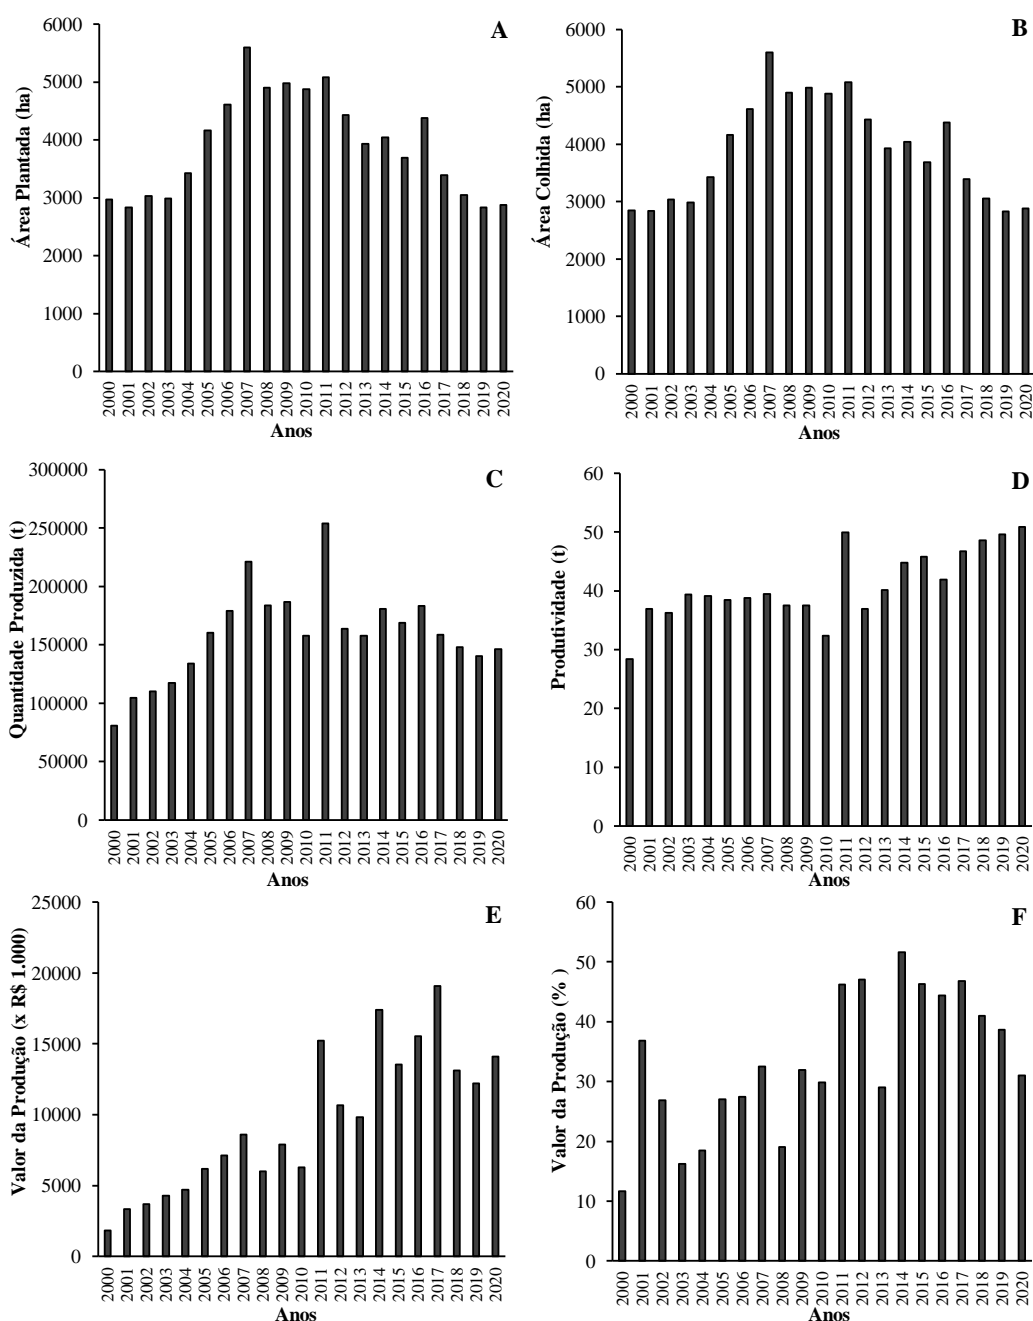 A
Área Plantada (ha)
6000
5000
4000
3000
2000
1000
0
2000 2001 2002 2003 2004 2005 2006 2007 2008 2009 2010 2011 2012 2013 2014 2015 2016 2017 2018 2019 2020
Anos
B
Área Colhida (ha)
6000
5000
4000
3000
2000
1000
0
2000 2001 2002 2003 2004 2005 2006 2007 2008 2009 2010 2011 2012 2013 2014 2015 2016 2017 2018 2019 2020
Anos
C
Quantidade Produzida (t)
300000
250000
200000
150000
100000
50000
0
2000 2001 2002 2003 2004 2005 2006 2007 2008 2009 2010 2011 2012 2013 2014 2015 2016 2017 2018 2019 2020
Anos
D
Produtividade (t)
60
50
40
30
20
10
0
2000 2001 2002 2003 2004 2005 2006 2007 2008 2009 2010 2011 2012 2013 2014 2015 2016 2017 2018 2019 2020
Anos
E
Valor da Produção (x R$ 1.000)
25000
20000
15000
10000
5000
0
2000 2001 2002 2003 2004 2005 2006 2007 2008 2009 2010 2011 2012 2013 2014 2015 2016 2017 2018 2019 2020
Anos
F
Valor da Produção (% )
60
50
40
30
20
10
0
2000 2001 2002 2003 2004 2005 2006 2007 2008 2009 2010 2011 2012 2013 2014 2015 2016 2017 2018 2019 2020
Anos